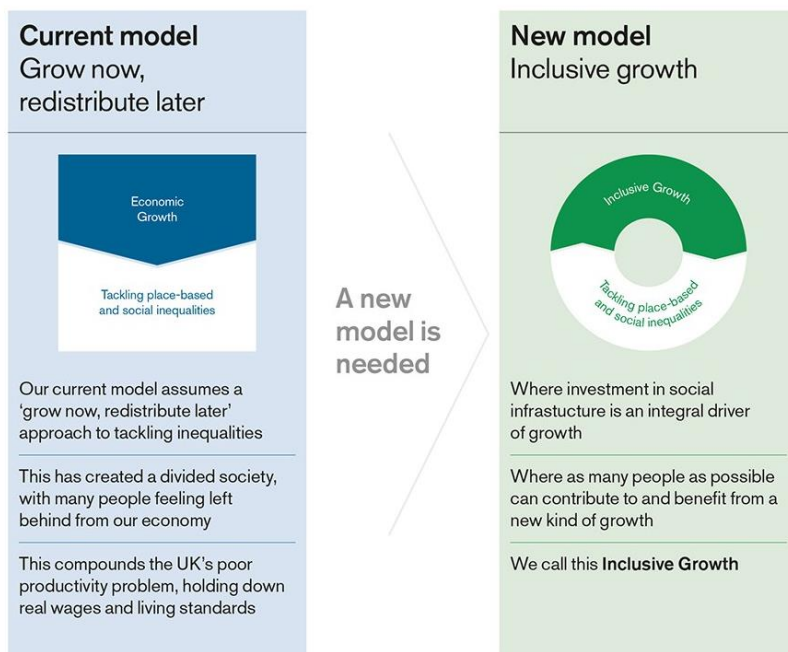 Current model
Grow now,
redistribute later
Economic
Growth
Tackling place-based
and social inequalities
Our current model assumes a
‘grow now, redistribute later’
approach to tackling inequalities
This has created a divided society,
with many people feeling left
behind from our economy
This compounds the UK’s poor
productivity problem, holding down
real wages and living standards
A new
model is
needed
New model
Inclusive growth
Inclusive Growth
Tackling place-based
and social inequalities
Where investment in social
infrastucture is an integral driver
of growth
Where as many people as possible
can contribute to and benefit from a
new kind of growth
We call this Inclusive Growth